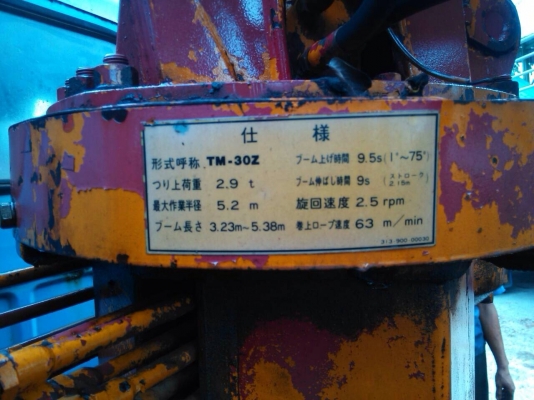 仕様
形式呼称 TM-30Z
つり上荷重 2.9 t
最大作業半径 5.2 m
ブーム長さ 3.23m~5.38m
ブーム上げ時間 9.5s (1°~75°)
ブーム伸ばし時間 9s (ストローク 2.15m)
旋回速度 2.5 rpm
巻上ロープ速度 63 m/min
313 900 00030